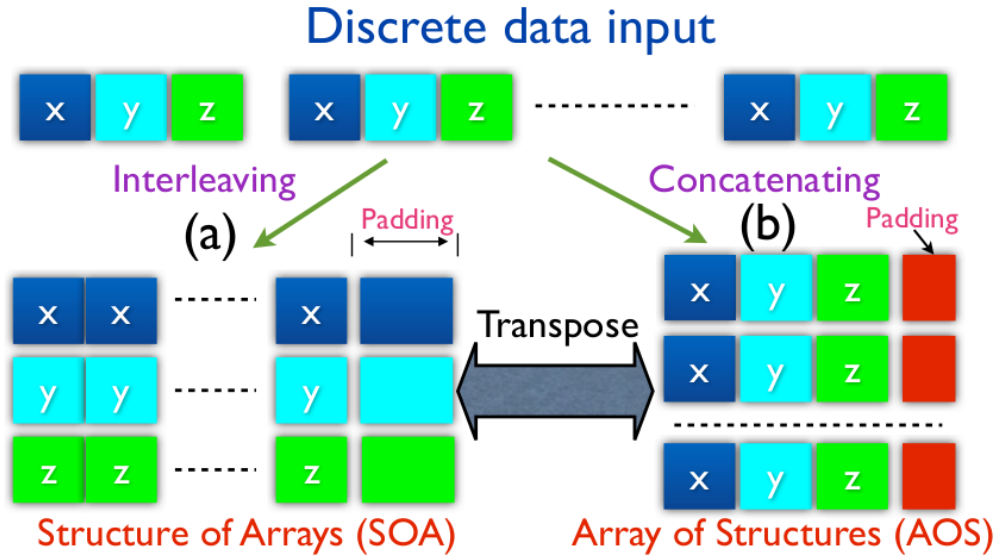 Discrete data input
x y z x y z x y z
Interleaving Concatenating
(a) Padding (b) Padding
x x x x y z
Transpose
y y y x y z
z z z x y z
Structure of Arrays (SOA) Array of Structures (AOS)